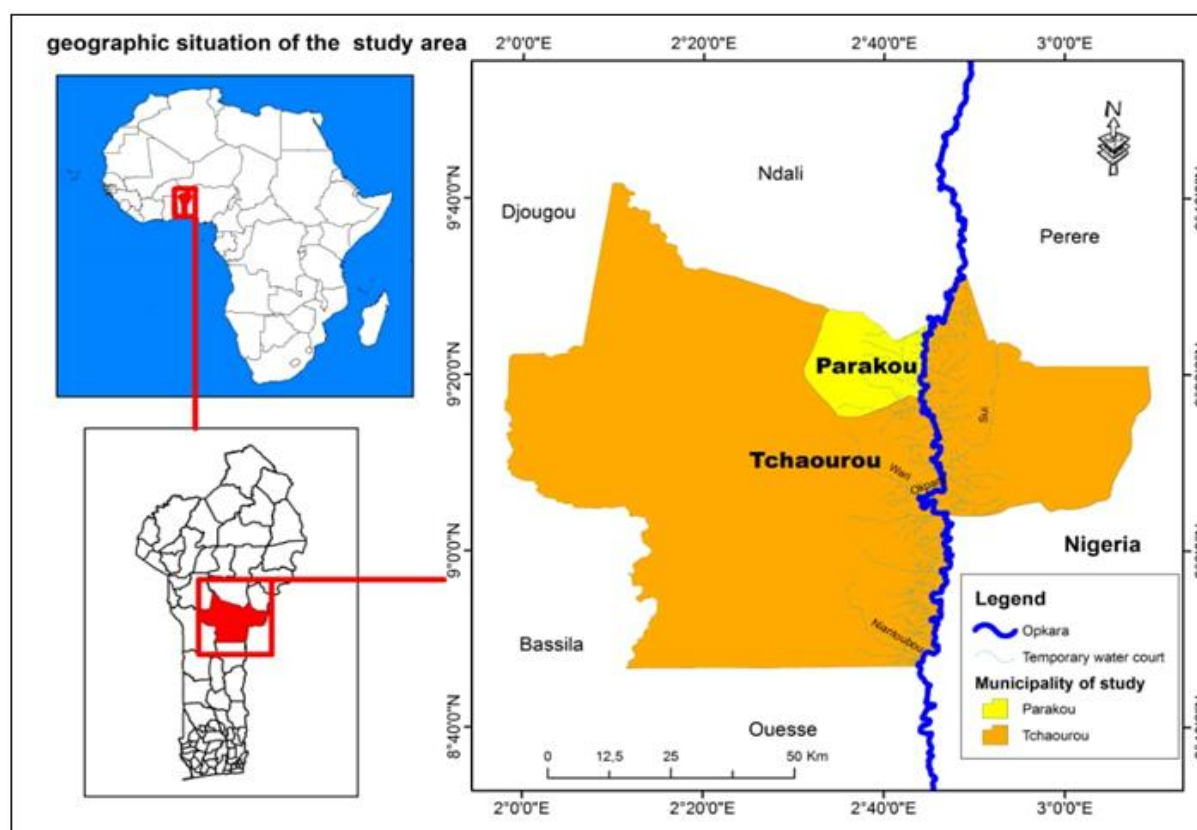 geographic situation of the study area
2°0'0"E 2°20'0"E 2°40'0"E 3°0'0"E
9°40'0"N
9°20'0"N
9°0'0"N
8°40'0"N
Ndali
Djougou
Perere
Parakou
Tchaourou
Sui
Wari
Nigeria
Niantoubou
Bassila
Ouesse
N
Legend
Opkara
Temporary water court
Municipality of study
Parakou
Tchaourou
0 12,5 25 50 Km
2°0'0"E 2°20'0"E 2°40'0"E 3°0'0"E